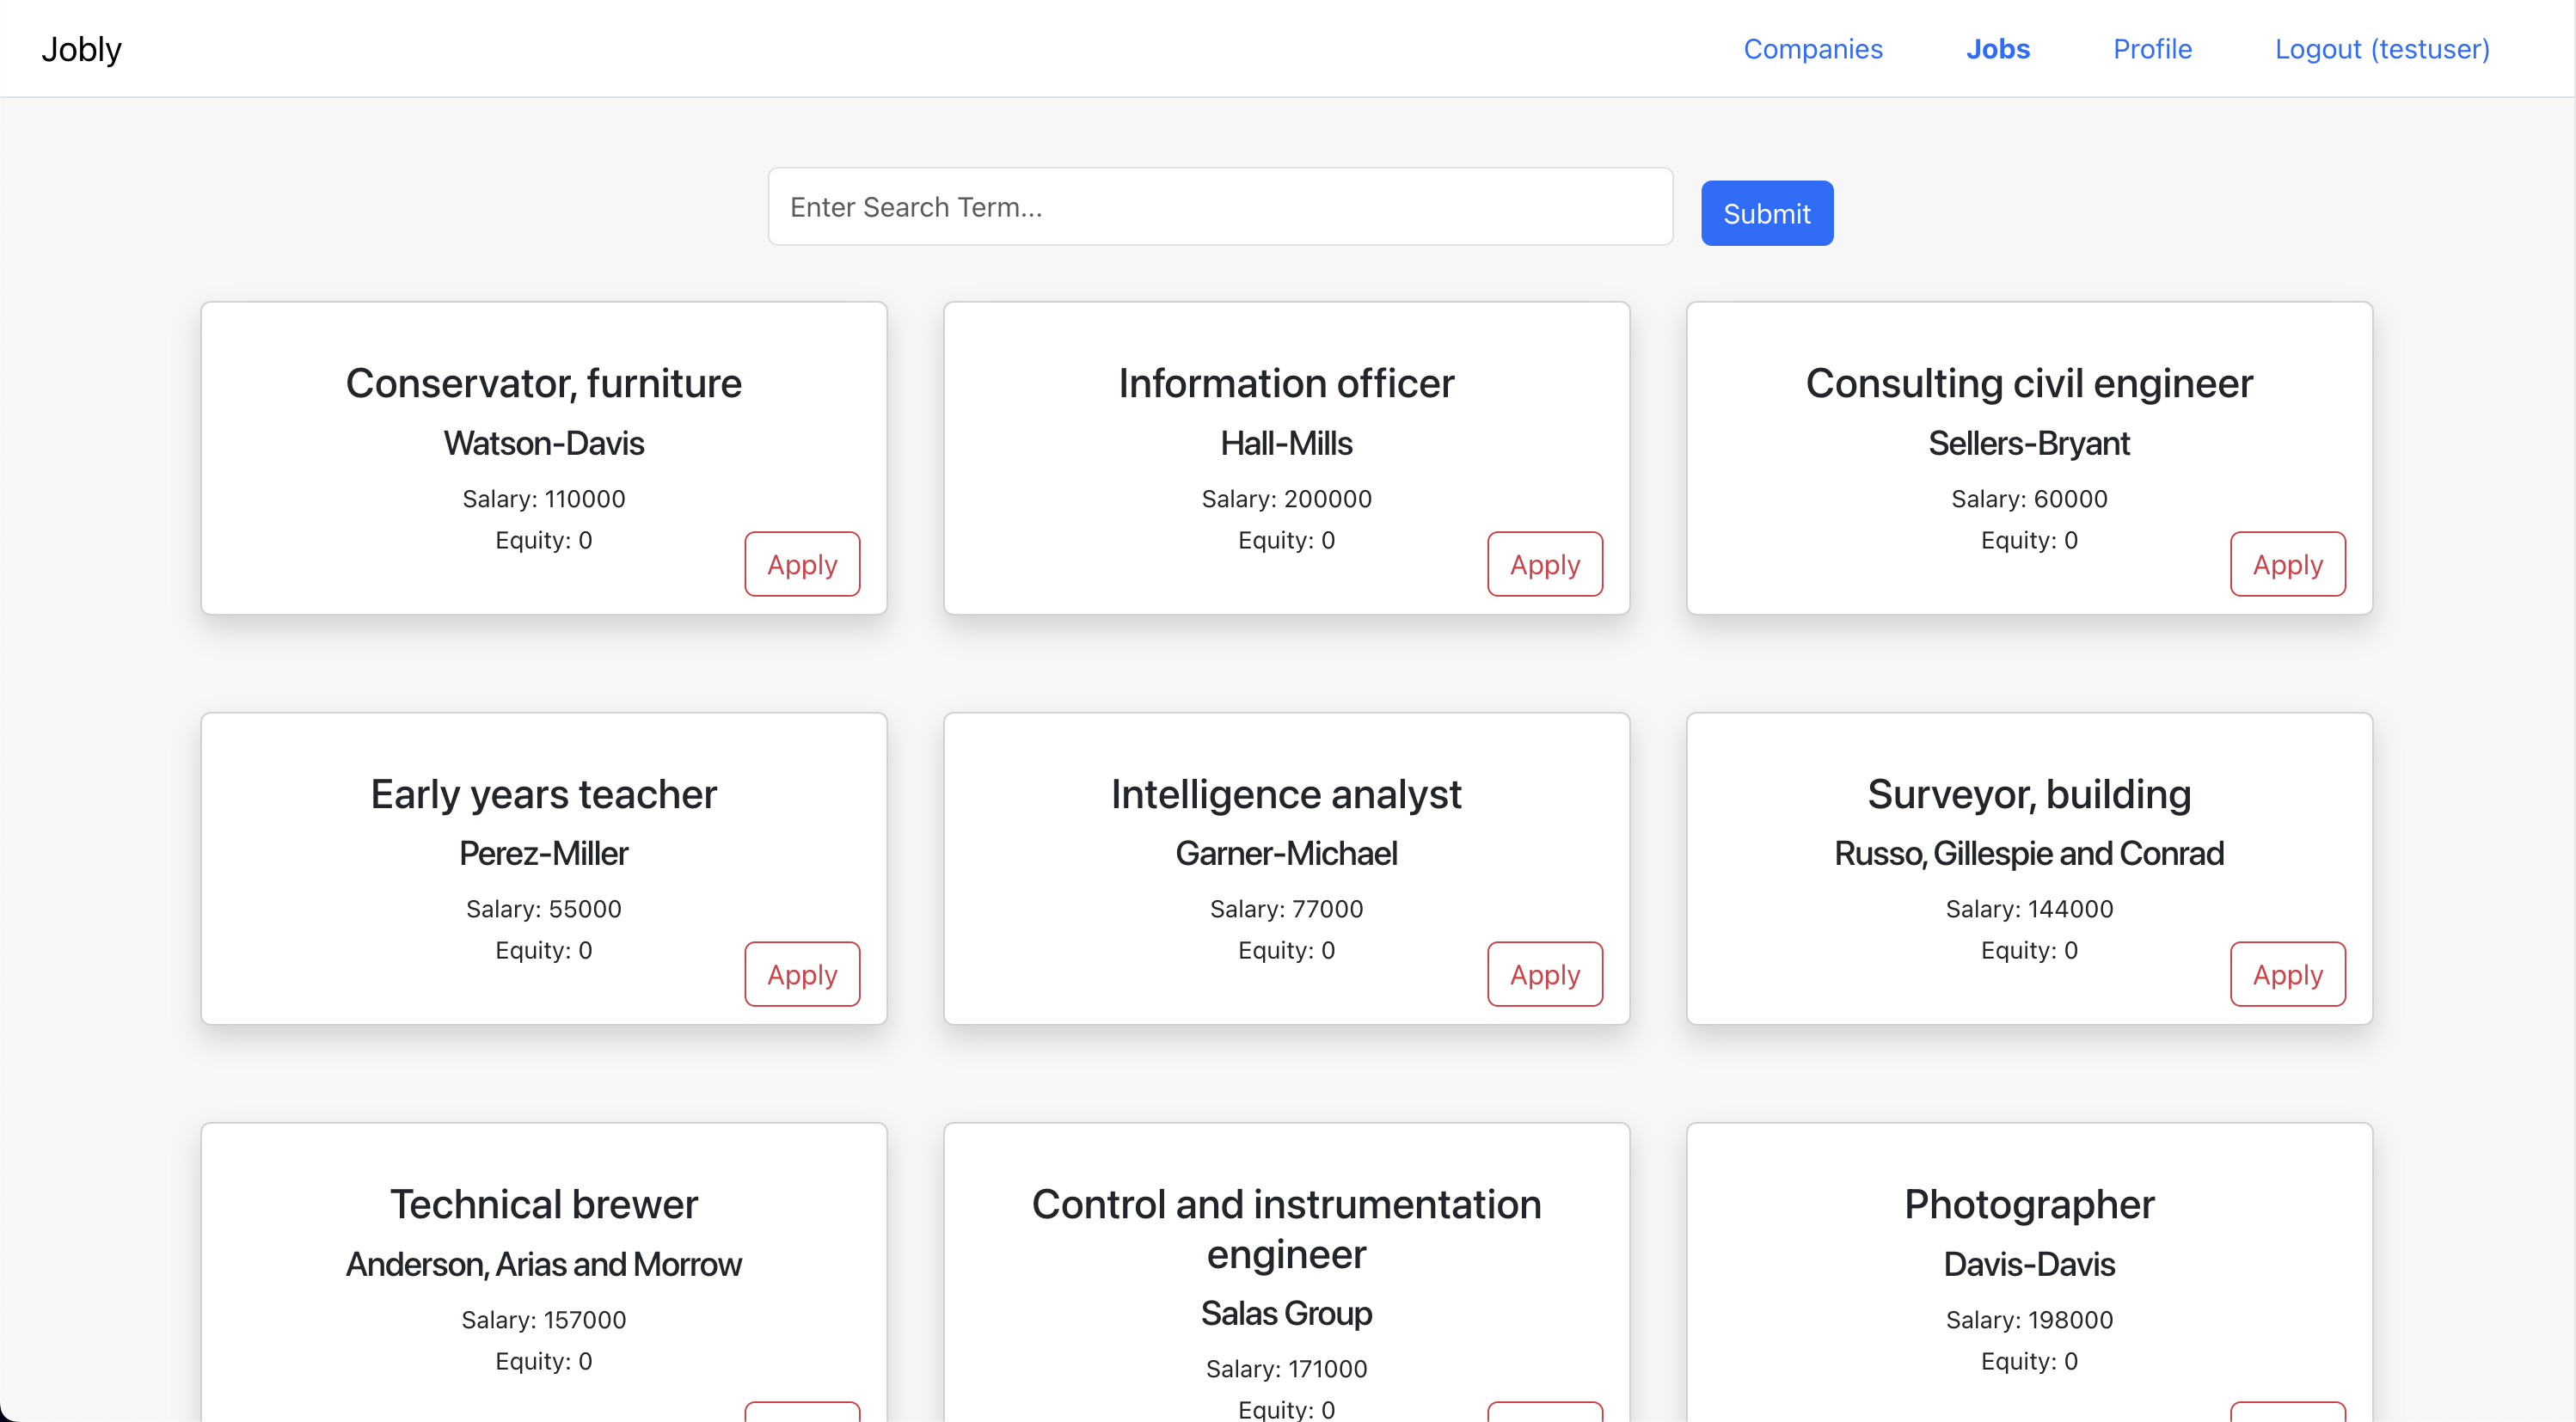 Jobly
Companies
Jobs
Profile
Logout (testuser)
Enter Search Term...
Submit
Conservator, furniture
Watson-Davis
Salary: 110000
Equity: 0
Apply
Information officer
Hall-Mills
Salary: 200000
Equity: 0
Apply
Consulting civil engineer
Sellers-Bryant
Salary: 60000
Equity: 0
Apply
Early years teacher
Perez-Miller
Salary: 55000
Equity: 0
Apply
Intelligence analyst
Garner-Michael
Salary: 77000
Equity: 0
Apply
Surveyor, building
Russo, Gillespie and Conrad
Salary: 144000
Equity: 0
Apply
Technical brewer
Anderson, Arias and Morrow
Salary: 157000
Equity: 0
Control and instrumentation
engineer
Salas Group
Salary: 171000
Equity: 0
Photographer
Davis-Davis
Salary: 198000
Equity: 0